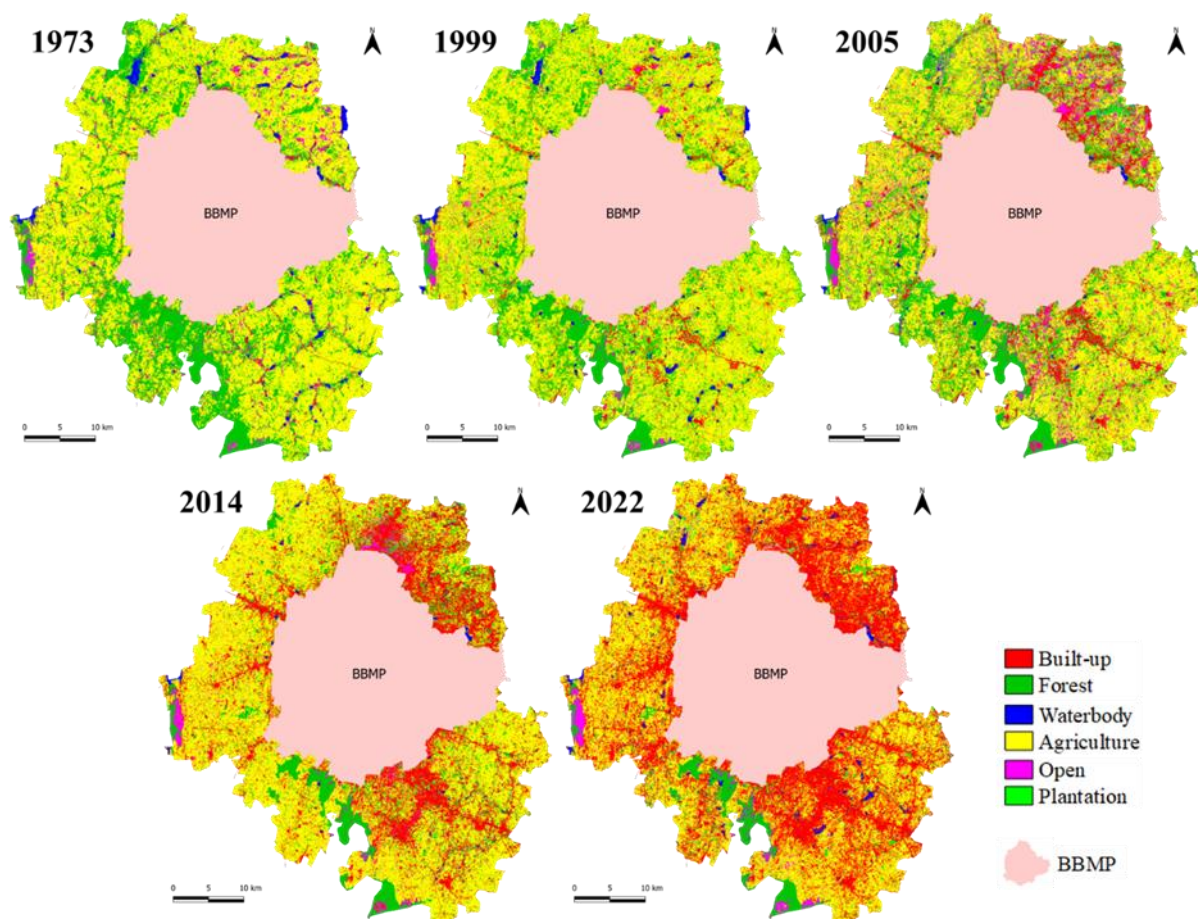 1973
N
BBMP
0 5 10 km
1999
N
BBMP
0 5 10 km
2005
N
BBMP
0 5 10 km
2014
N
BBMP
0 5 10 km
2022
N
BBMP
0 5 10 km
Built-up
Forest
Waterbody
Agriculture
Open
Plantation
BBMP